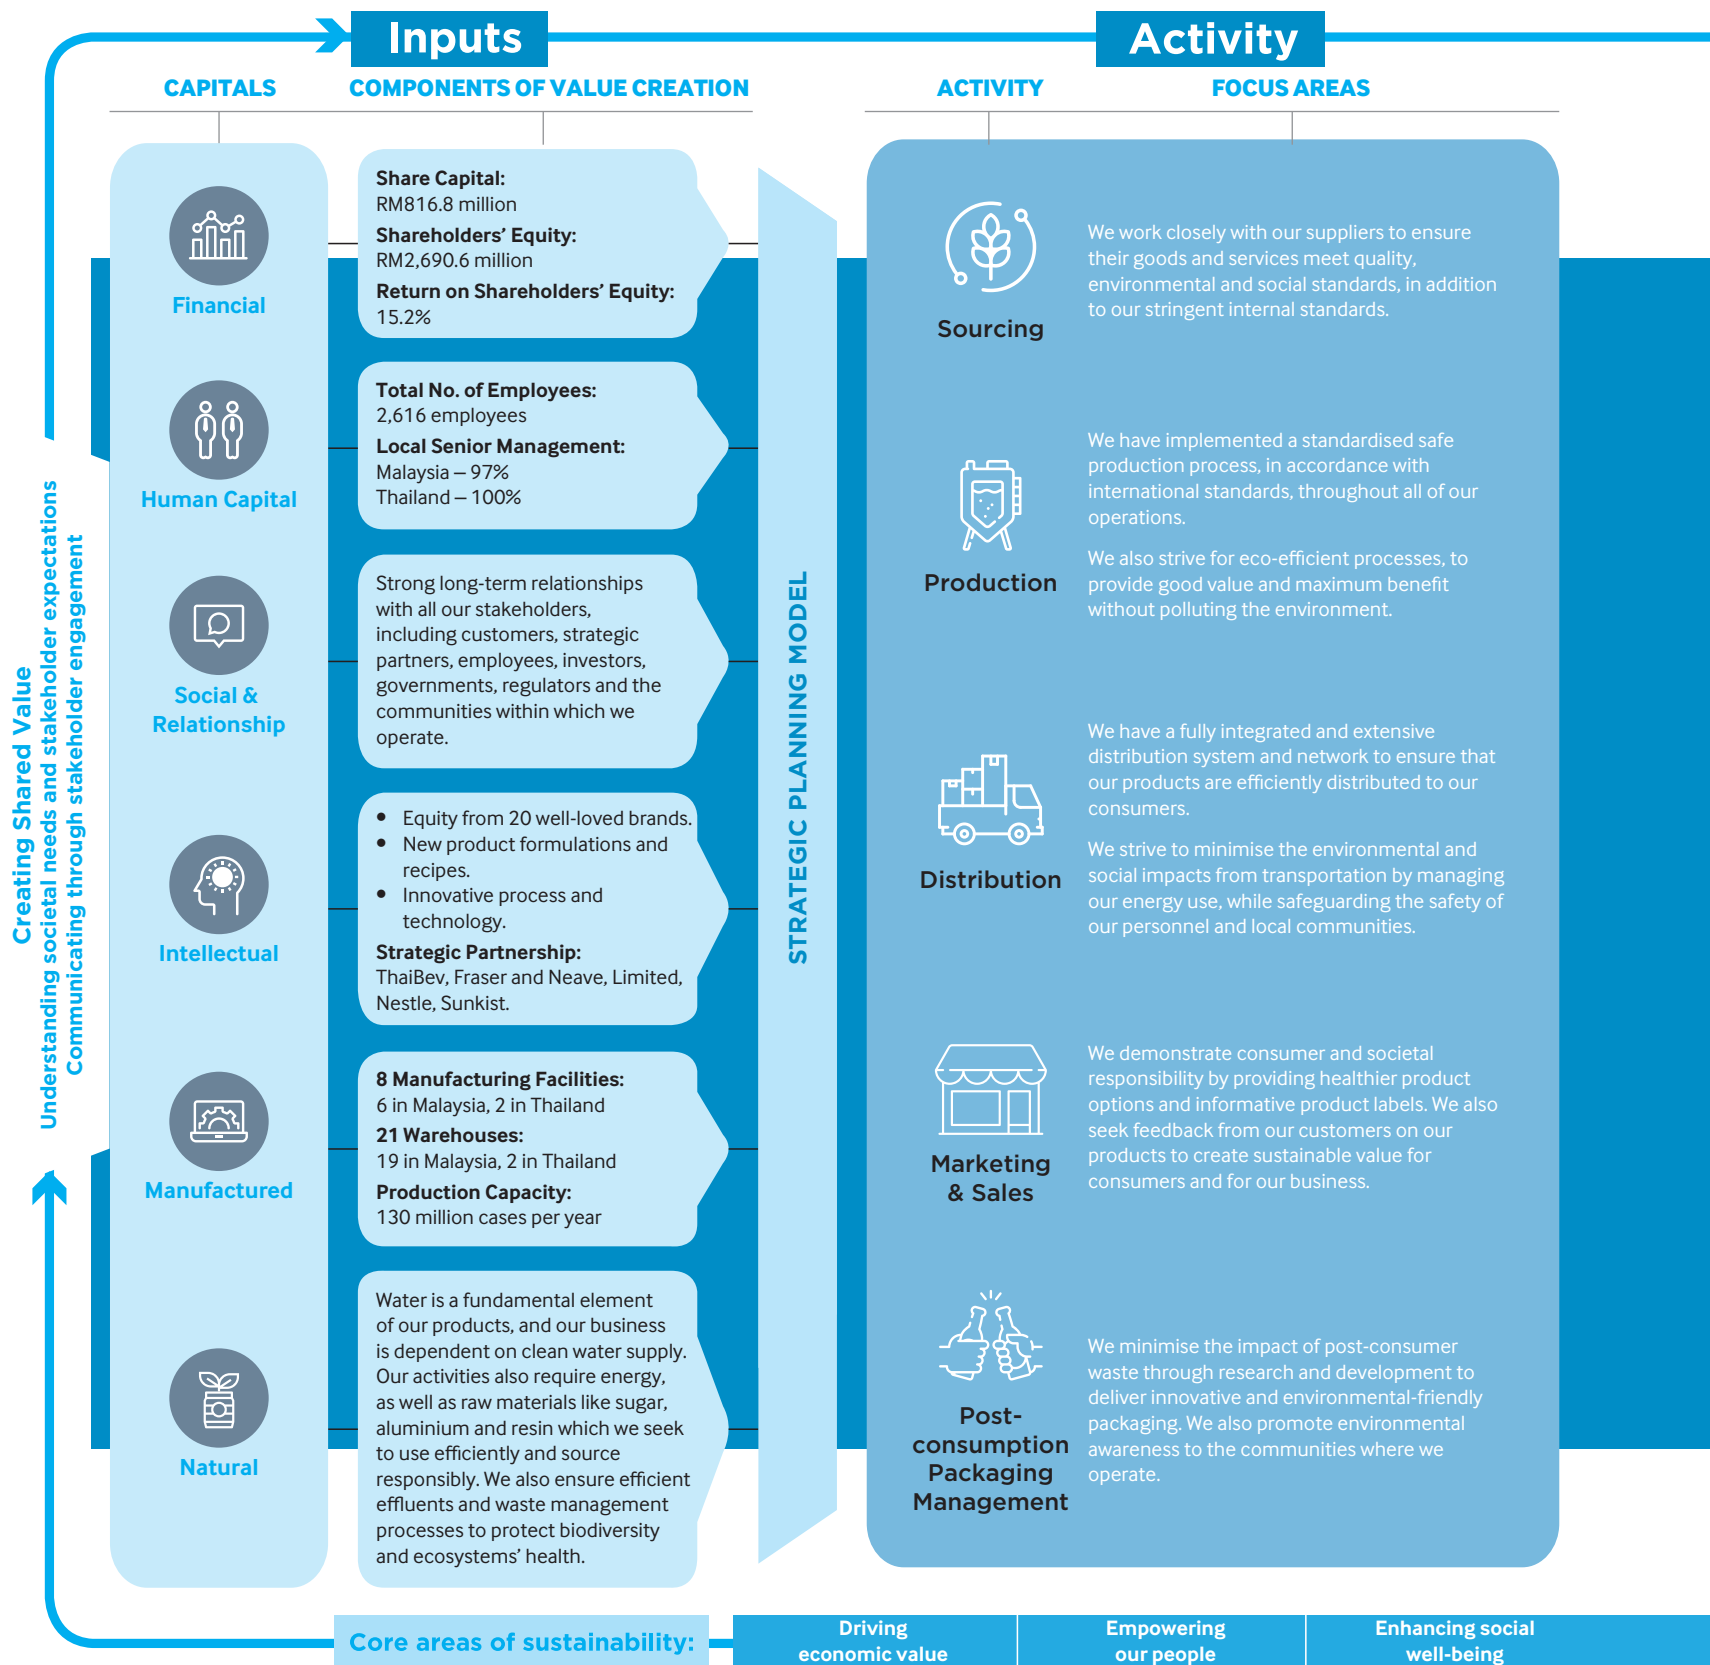 Inputs
Activity
CAPITALS
COMPONENTS OF VALUE CREATION
ACTIVITY
FOCUS AREAS
Creating Shared Value
Understanding societal needs and stakeholder expectations
Communicating through stakeholder engagement
Financial
Share Capital:
RM816.8 million
Shareholders' Equity:
RM2,690.6 million
Return on Shareholders' Equity:
15.2%
Human Capital
Total No. of Employees:
2,616 employees
Local Senior Management:
Malaysia – 97%
Thailand – 100%
Social &
Relationship
Strong long-term relationships
with all our stakeholders,
including customers, strategic
partners, employees, investors,
governments, regulators and the
communities within which we
operate.
Intellectual
• Equity from 20 well-loved brands.
• New product formulations and
recipes.
• Innovative process and
technology.
Strategic Partnership:
ThaiBev, Fraser and Neave, Limited,
Nestle, Sunkist.
Manufactured
8 Manufacturing Facilities:
6 in Malaysia, 2 in Thailand
21 Warehouses:
19 in Malaysia, 2 in Thailand
Production Capacity:
130 million cases per year
Natural
Water is a fundamental element
of our products, and our business
is dependent on clean water supply.
Our activities also require energy,
as well as raw materials like sugar,
aluminium and resin which we seek
to use efficiently and source
responsibly. We also ensure efficient
effluents and waste management
processes to protect biodiversity
and ecosystems' health.
STRATEGIC PLANNING MODEL
Sourcing
We work closely with our suppliers to ensure
their goods and services meet quality,
environmental and social standards, in addition
to our stringent internal standards.
Production
We have implemented a standardised safe
production process, in accordance with
international standards, throughout all of our
operations.
We also strive for eco-efficient processes, to
provide good value and maximum benefit
without polluting the environment.
Distribution
We have a fully integrated and extensive
distribution system and network to ensure that
our products are efficiently distributed to our
consumers.
We strive to minimise the environmental and
social impacts from transportation by managing
our energy use, while safeguarding the safety of
our personnel and local communities.
Marketing
& Sales
We demonstrate consumer and societal
responsibility by providing healthier product
options and informative product labels. We also
seek feedback from our customers on our
products to create sustainable value for
consumers and for our business.
Post-
consumption
Packaging
Management
We minimise the impact of post-consumer
waste through research and development to
deliver innovative and environmental-friendly
packaging. We also promote environmental
awareness to the communities where we
operate.
Core areas of sustainability:
Driving
economic value
Empowering
our people
Enhancing social
well-being